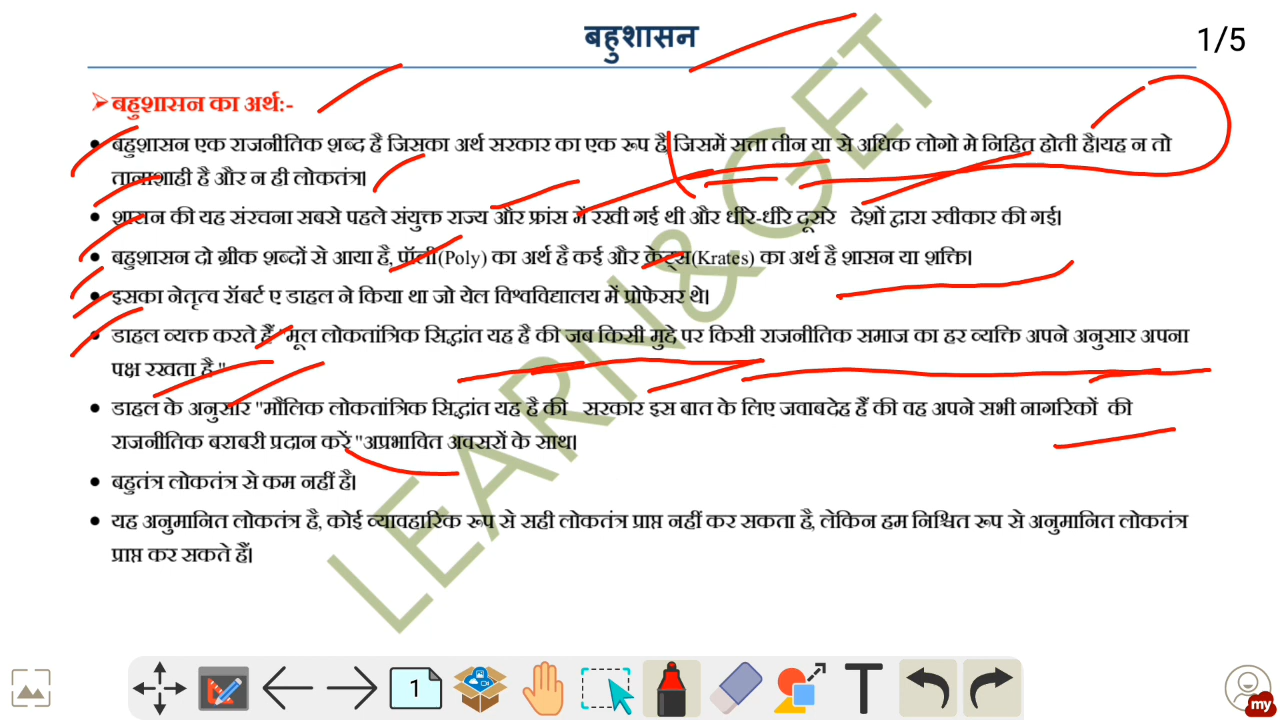 बहुशासन
1/5
➢ बहुशासन का अर्थ:-
• बहुशासन एक राजनीतिक शब्द है जिसका अर्थ सरकार का एक रूप है जिसमें सत्ता तीन या से अधिक लोगो मे निहित होती है।यह न तो
तानाशाही है और न ही लोकतंत्र।
• शासन की यह संरचना सबसे पहले संयुक्त राज्य और फ्रांस में रखी गई थी और धीरे-धीरे दूसरे देशों द्वारा स्वीकार की गई।
• बहुशासन दो ग्रीक शब्दों से आया है, पॉली(Poly) का अर्थ है कई और केट्स(Krates) का अर्थ है शासन या शक्ति।
• इसका नेतृत्व रॉबर्ट ए डाहल ने किया था जो येल विश्वविद्यालय में प्रोफेसर थे।
• डाहल व्यक्त करते हैं "मूल लोकतांत्रिक सिद्धांत यह है की जब किसी मुद्दे पर किसी राजनीतिक समाज का हर व्यक्ति अपने अनुसार अपना
पक्ष रखता है."
• डाहल के अनुसार "मौलिक लोकतांत्रिक सिद्धांत यह है की सरकार इस बात के लिए जवाबदेह हैं की वह अपने सभी नागरिकों की
राजनीतिक बराबरी प्रदान करें "अप्रभावित अवसरों के साथ।
• बहुतंत्र लोकतंत्र से कम नहीं है।
• यह अनुमानित लोकतंत्र है, कोई व्यावहारिक रूप से सही लोकतंत्र प्राप्त नहीं कर सकता है, लेकिन हम निश्चित रूप से अनुमानित लोकतंत्र
प्राप्त कर सकते हैं।
LEARN&GET
1
T
my